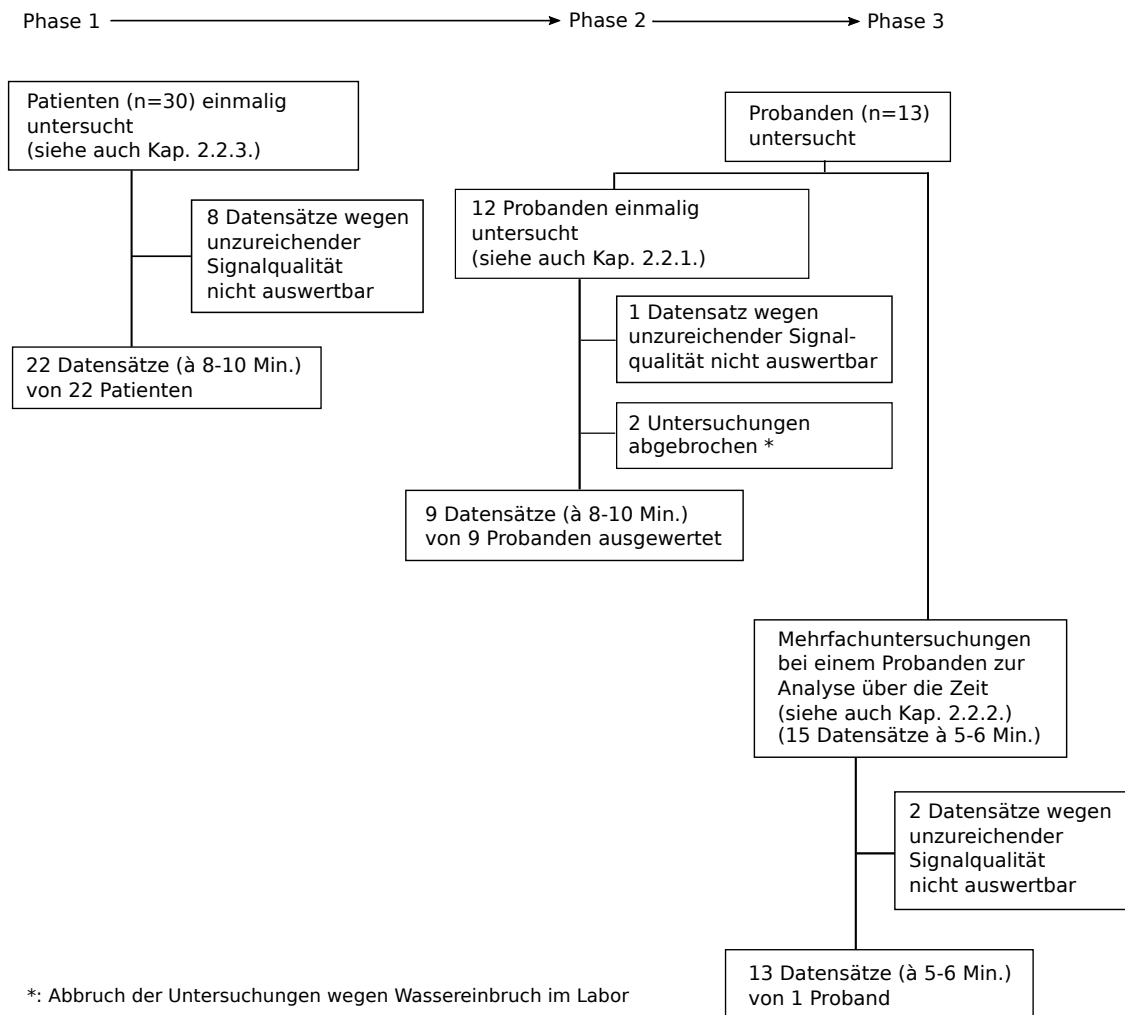 Phase 1
Phase 2
Phase 3
Patienten (n=30) einmalig
untersucht
(siehe auch Kap. 2.2.3.)
8 Datensätze wegen
unzureichender
Signalqualität
nicht auswertbar
22 Datensätze (à 8-10 Min.)
von 22 Patienten
Probanden (n=13)
untersucht
12 Probanden einmalig
untersucht
(siehe auch Kap. 2.2.1.)
1 Datensatz wegen
unzureichender Signal-
qualität nicht auswertbar
2 Untersuchungen
abgebrochen *
9 Datensätze (à 8-10 Min.)
von 9 Probanden ausgewertet
Mehrfachuntersuchungen
bei einem Probanden zur
Analyse über die Zeit
(siehe auch Kap. 2.2.2.)
(15 Datensätze à 5-6 Min.)
2 Datensätze wegen
unzureichender
Signalqualität
nicht auswertbar
13 Datensätze (à 5-6 Min.)
von 1 Proband
*: Abbruch der Untersuchungen wegen Wassereinbruch im Labor